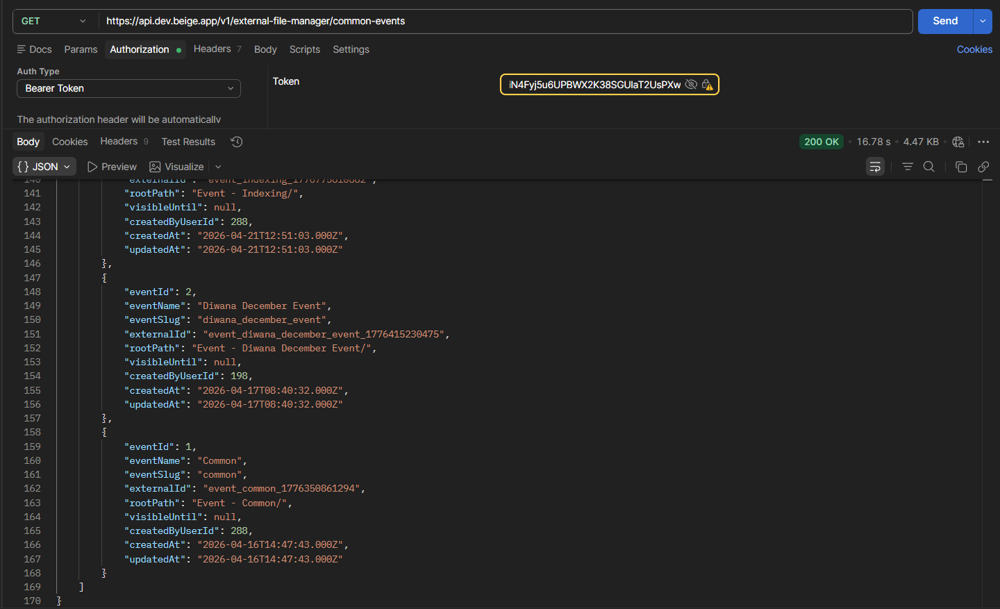 GET https://api.dev.beige.app/v1/external-file-manager/common-events Send
Docs Params Authorization Headers 7 Body Scripts Settings Cookies
Auth Type
Bearer Token
Token iN4Fyj5u6UPBWX2K38SGUIaT2UsPXw
The authorization header will be automatically
Body Cookies Headers 9 Test Results 200 OK • 16.78 s • 4.47 KB •
{} JSON Preview Visualize
140 "externalId": "event_indexing_1776775810882",
141 "rootPath": "Event - Indexing/",
142 "visibleUntil": null,
143 "createdByUserId": 288,
144 "createdAt": "2026-04-21T12:51:03.000Z",
145 "updatedAt": "2026-04-21T12:51:03.000Z"
146 },
147 {
148 "eventId": 2,
149 "eventName": "Diwana December Event",
150 "eventSlug": "diwana_december_event",
151 "externalId": "event_diwana_december_event_1776415230475",
152 "rootPath": "Event - Diwana December Event/",
153 "visibleUntil": null,
154 "createdByUserId": 198,
155 "createdAt": "2026-04-17T08:40:32.000Z",
156 "updatedAt": "2026-04-17T08:40:32.000Z"
157 },
158 {
159 "eventId": 1,
160 "eventName": "Common",
161 "eventSlug": "common",
162 "externalId": "event_common_1776350861294",
163 "rootPath": "Event - Common/",
164 "visibleUntil": null,
165 "createdByUserId": 288,
166 "createdAt": "2026-04-16T14:47:43.000Z",
167 "updatedAt": "2026-04-16T14:47:43.000Z"
168 }
169 ]
170 }